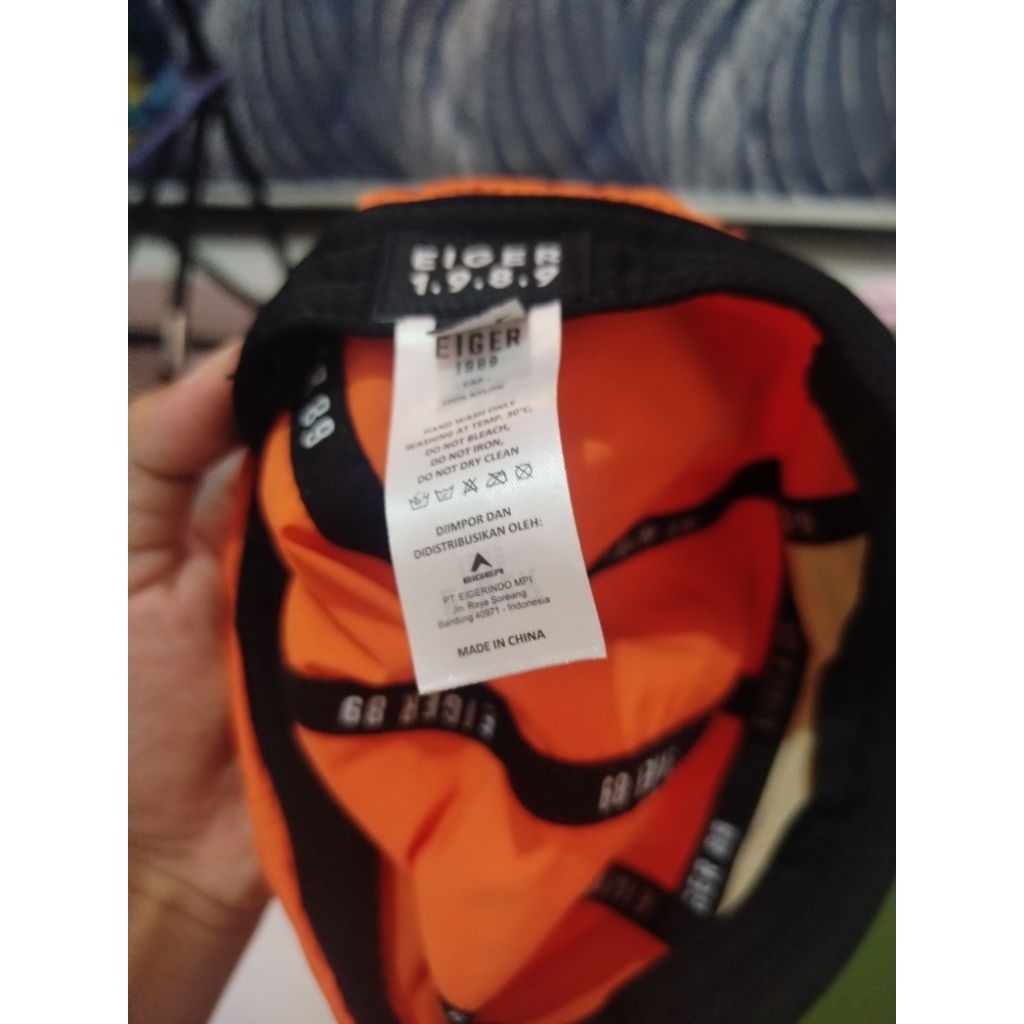 EIGER
1.9.8.9
EIGER
1989
CAP
100% NYLON
HAND WASH ONLY
WASHING AT TEMP. 30°C,
DO NOT BLEACH,
DO NOT IRON,
DO NOT DRY CLEAN
DIIMPOR DAN
DIDISTRIBUSIKAN OLEH:
EIGER
PT. EIGERINDO MPI
Jln. Raya Soreang
Bandung 40971 - Indonesia
MADE IN CHINA
89
EIGER 89
EIGER 89